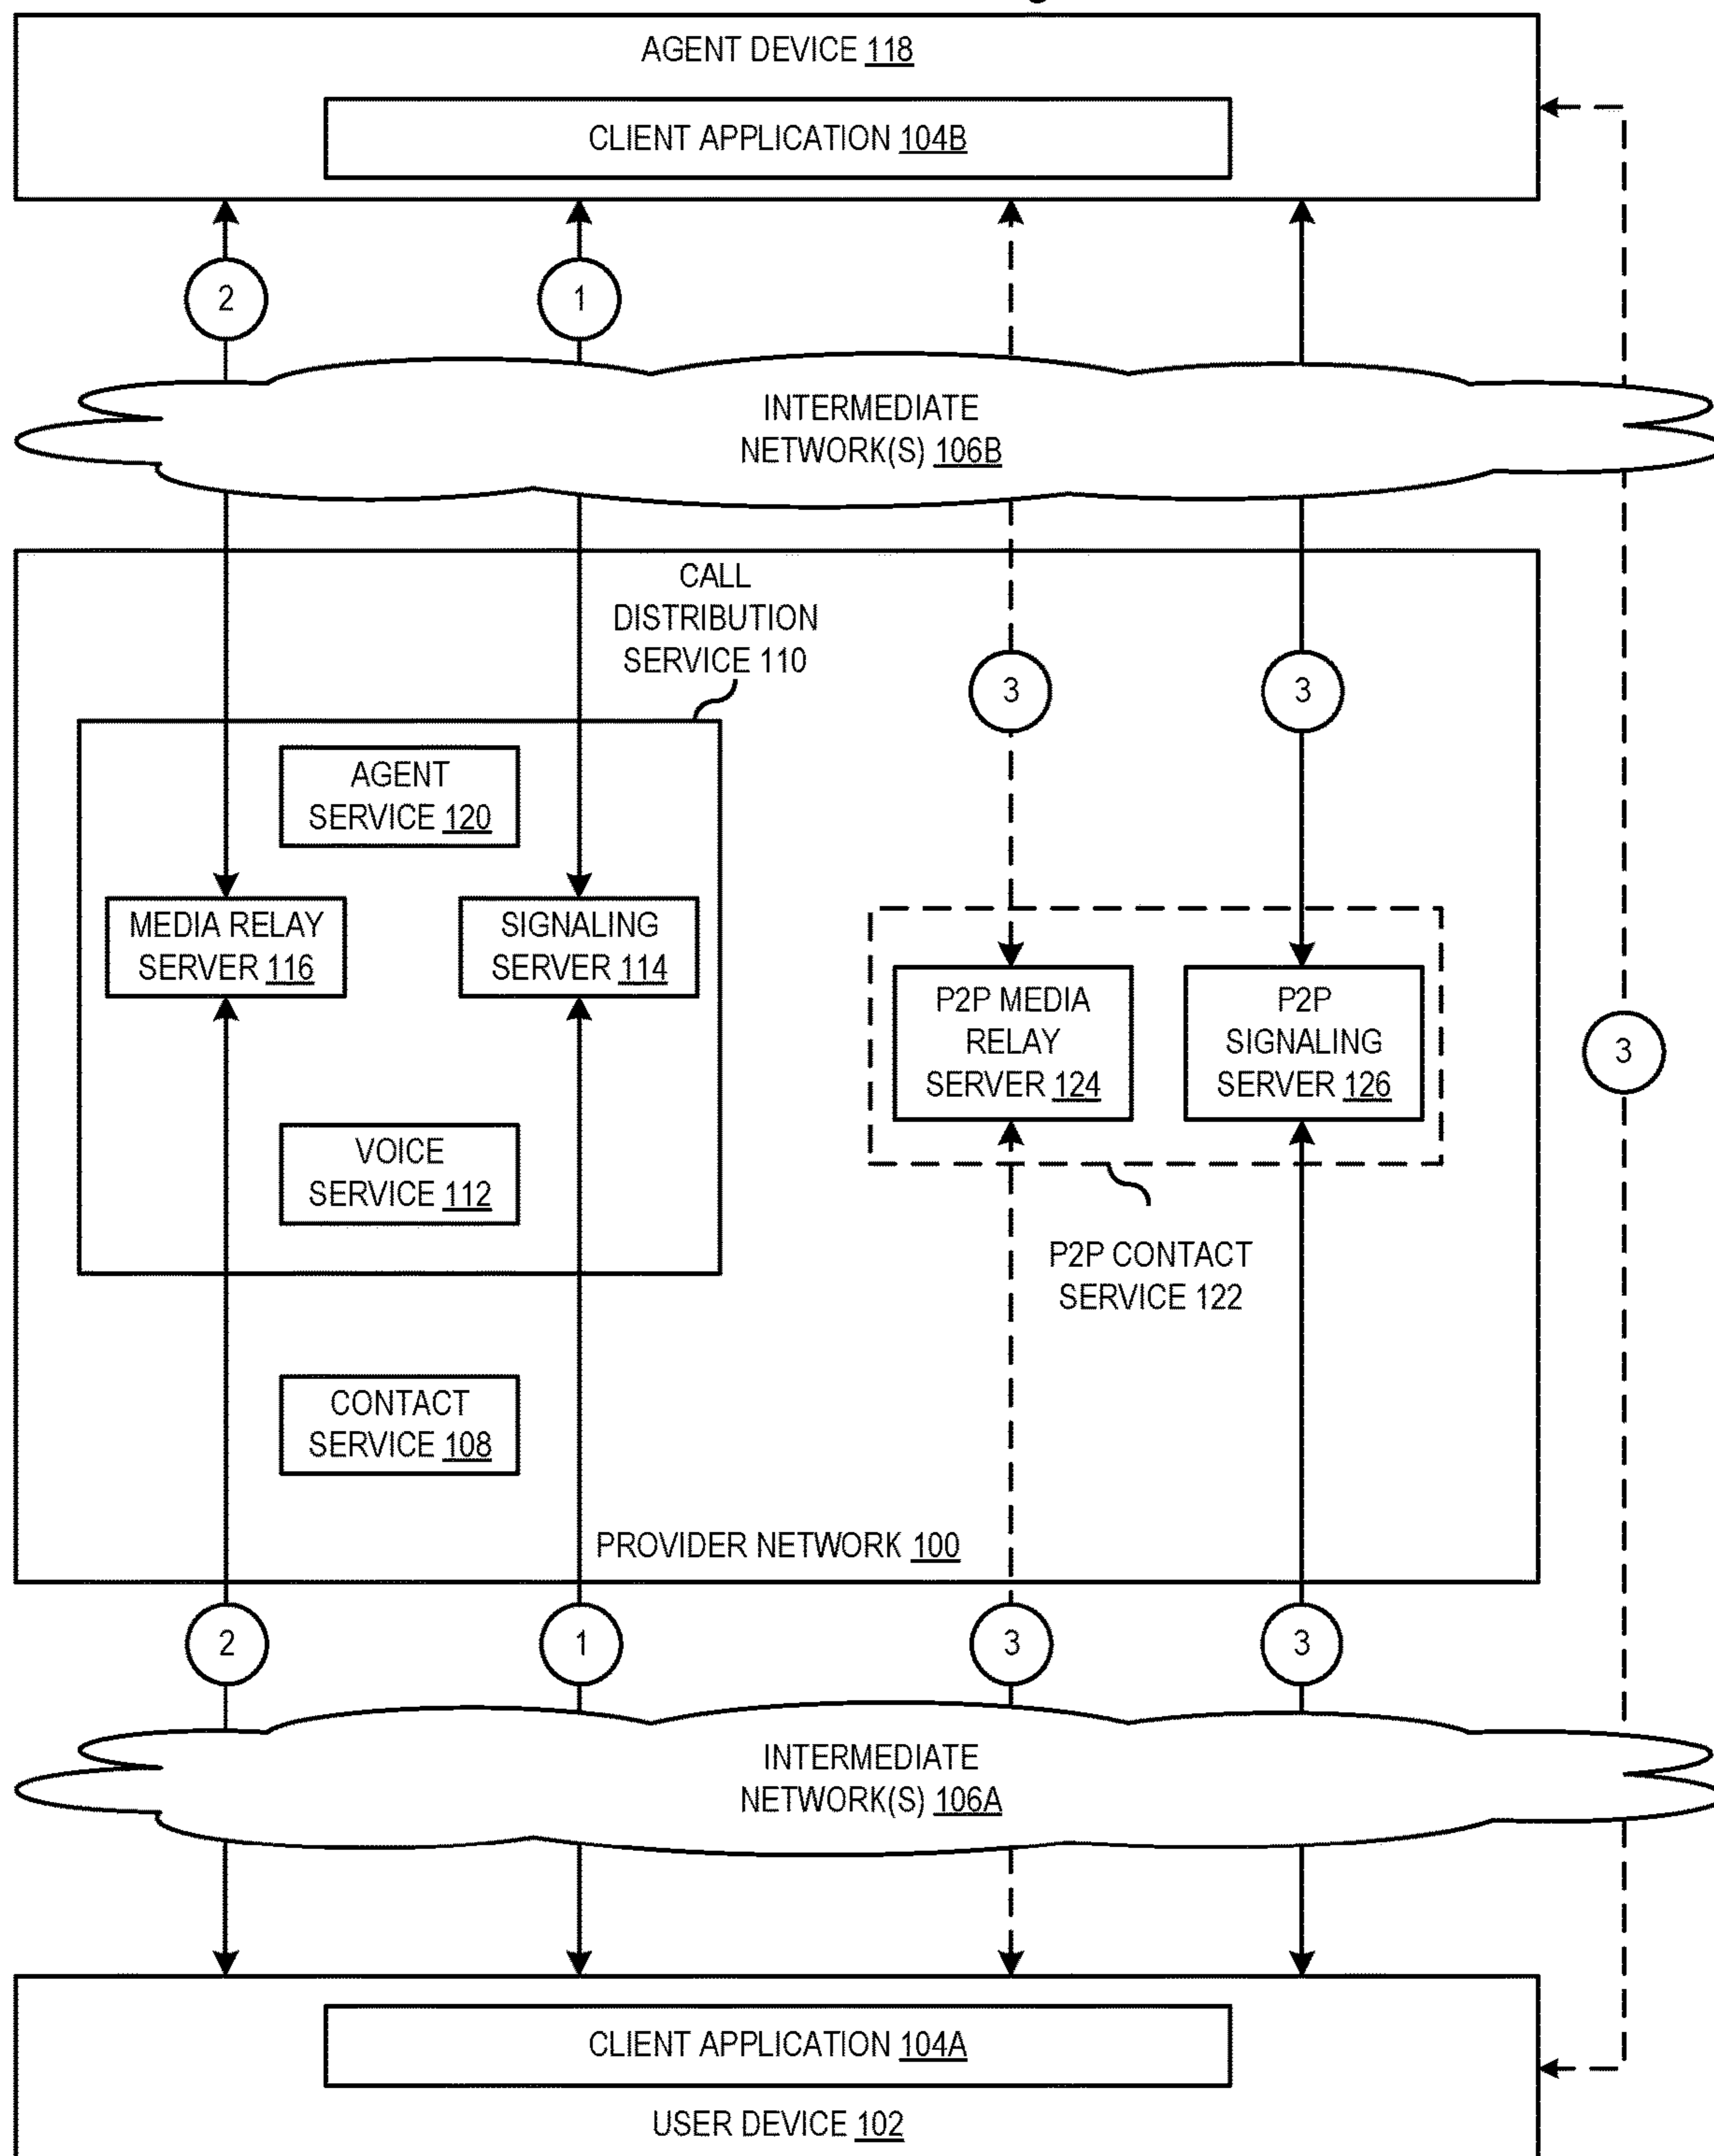 AGENT DEVICE 118
CLIENT APPLICATION 104B
2
1
INTERMEDIATE
NETWORK(S) 106B
CALL
DISTRIBUTION
SERVICE 110
3
3
AGENT
SERVICE 120
MEDIA RELAY
SERVER 116
SIGNALING
SERVER 114
P2P MEDIA
RELAY
SERVER 124
P2P
SIGNALING
SERVER 126
3
VOICE
SERVICE 112
P2P CONTACT
SERVICE 122
CONTACT
SERVICE 108
PROVIDER NETWORK 100
2
1
3
3
INTERMEDIATE
NETWORK(S) 106A
CLIENT APPLICATION 104A
USER DEVICE 102